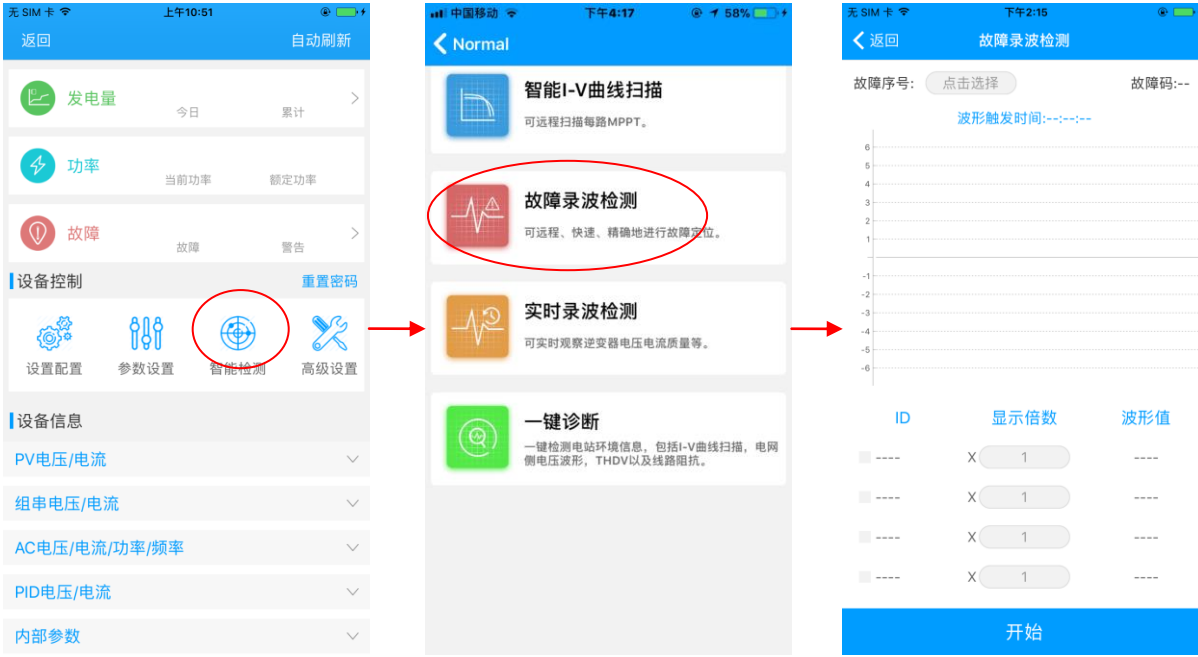 无 SIM 卡
上午10:51
返回
自动刷新
发电量
今日
累计
功率
当前功率
额定功率
故障
故障
警告
设备控制
重置密码
设置配置
参数设置
智能检测
高级设置
设备信息
PV电压/电流
组串电压/电流
AC电压/电流/功率/频率
PID电压/电流
内部参数
中国移动
下午4:17
58%
Normal
智能I-V曲线扫描
可远程扫描每路MPPT。
故障录波检测
可远程、快速、精确地进行故障定位。
实时录波检测
可实时观察逆变器电压电流质量等。
一键诊断
一键检测电站环境信息，包括I-V曲线扫描，电网
侧电压波形，THDV以及线路阻抗。
无 SIM 卡
下午2:15
返回
故障录波检测
故障序号:
点击选择
故障码:--
波形触发时间:--:--:--
6
5
4
3
2
1
-1
-2
-3
-4
-5
-6
ID
显示倍数
波形值
---- X 1 ----
---- X 1 ----
---- X 1 ----
---- X 1 ----
开始